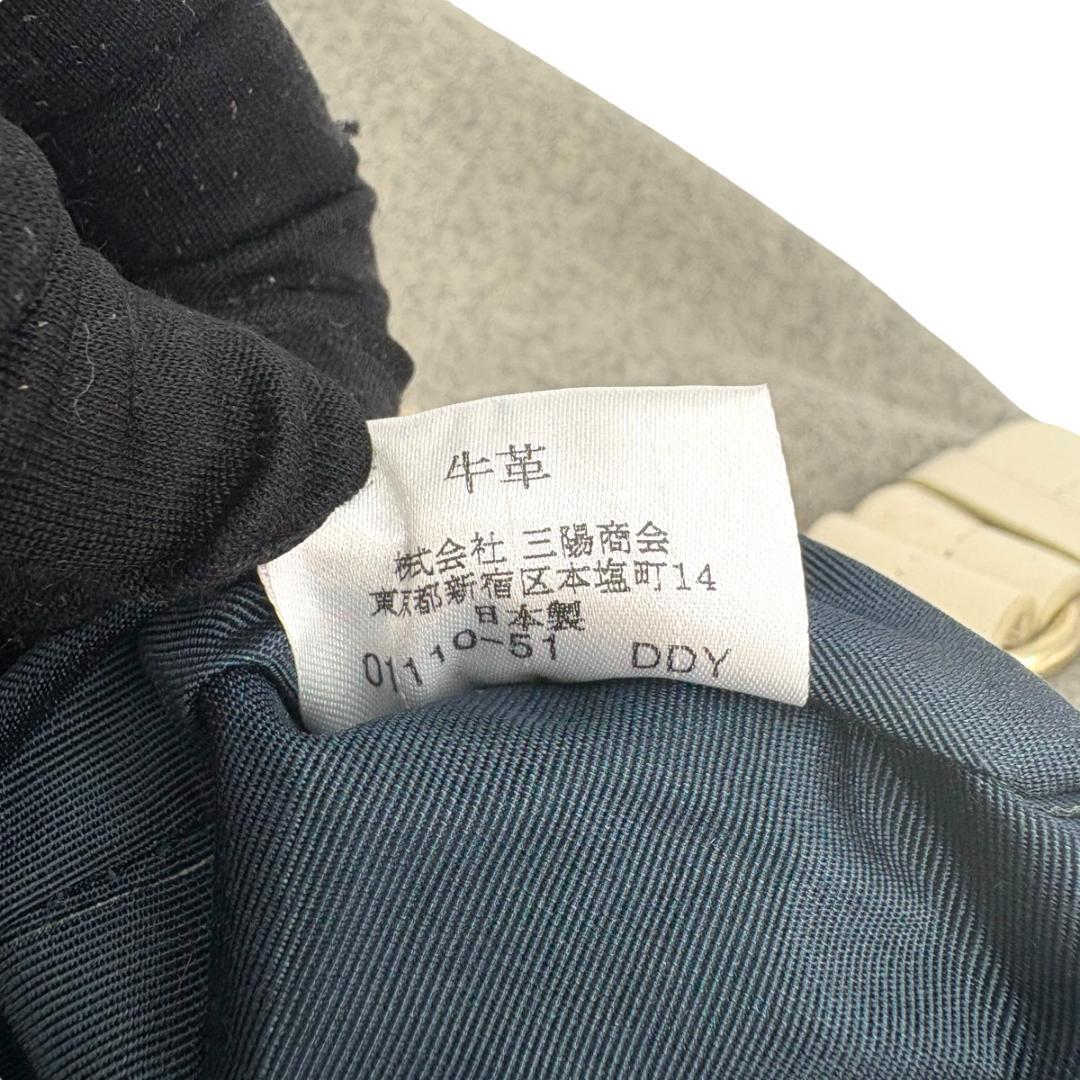 牛革
株式会社 三陽商会
東京都新宿区本塩町14
日本製
01110-51 DDY